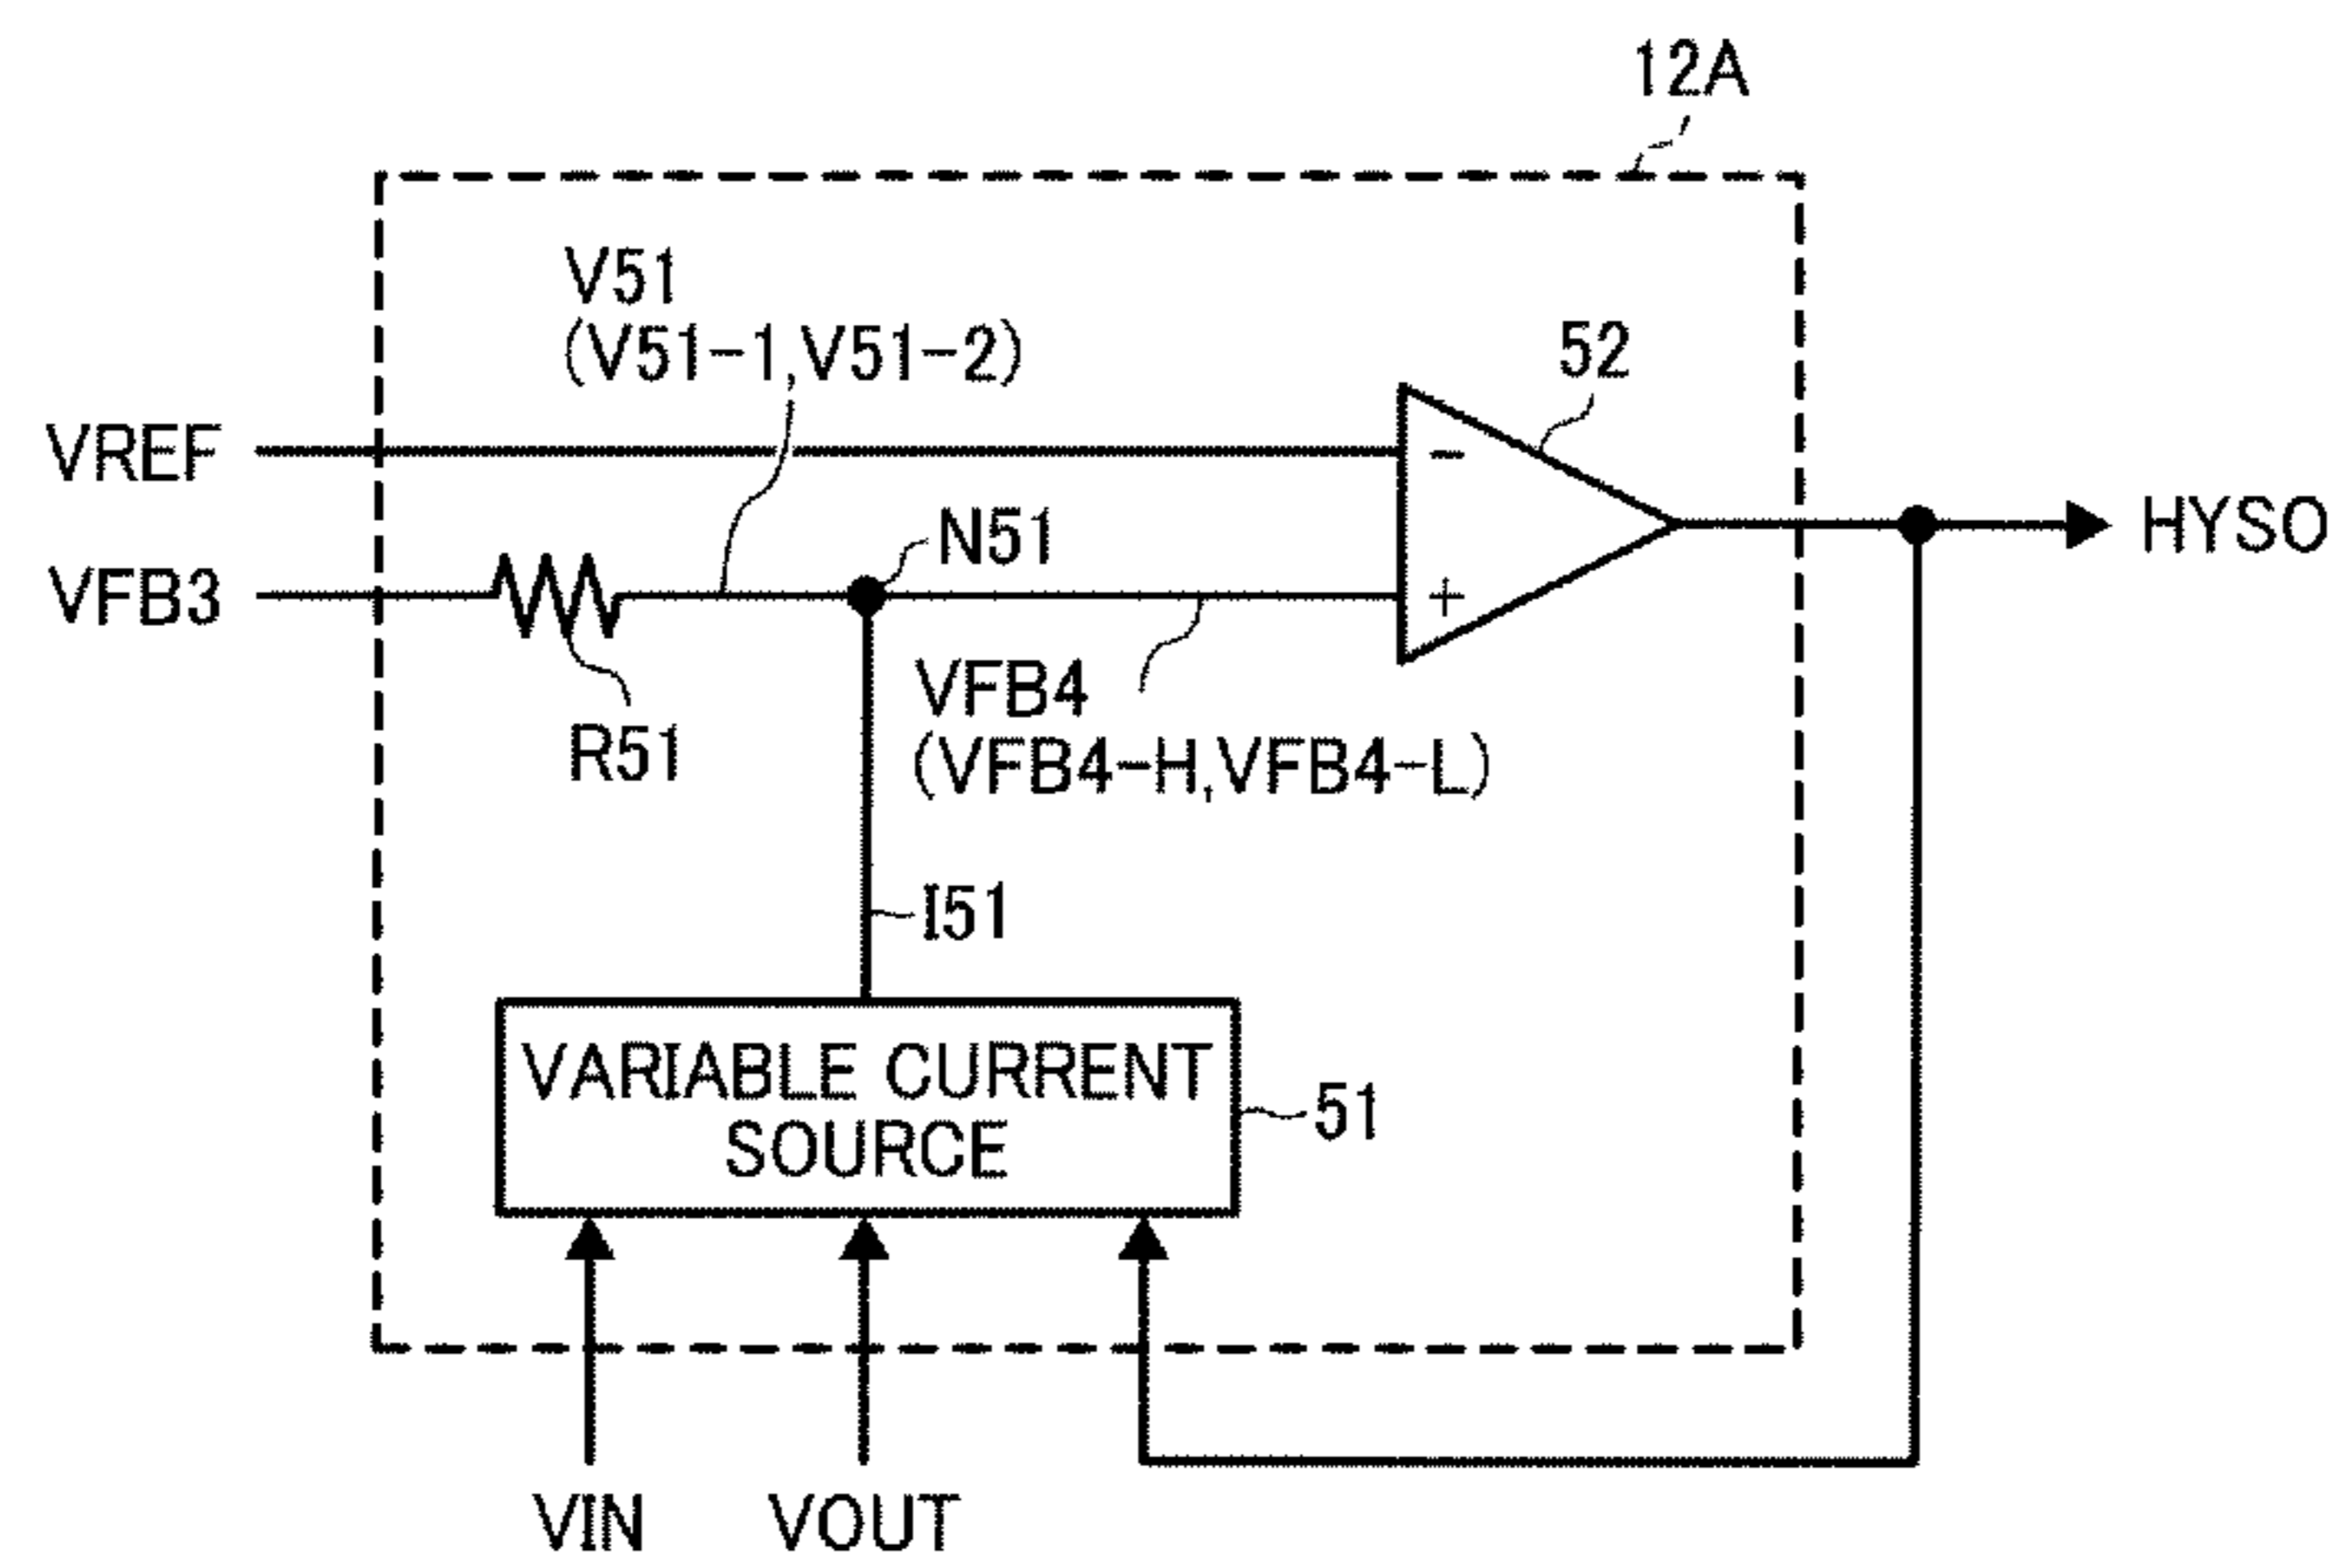 12A
V51
(V51-1,V51-2)
52
VREF
-
N51
HYSO
VFB3
+
VFB4
R51
(VFB4-H,VFB4-L)
I51
VARIABLE CURRENT
SOURCE
51
VIN
VOUT